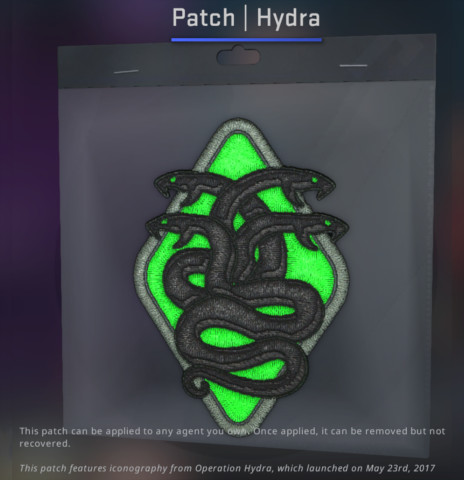 Patch | Hydra
This patch can be applied to any agent you own. Once applied, it can be removed but not
recovered.
This patch features iconography from Operation Hydra, which launched on May 23rd, 2017